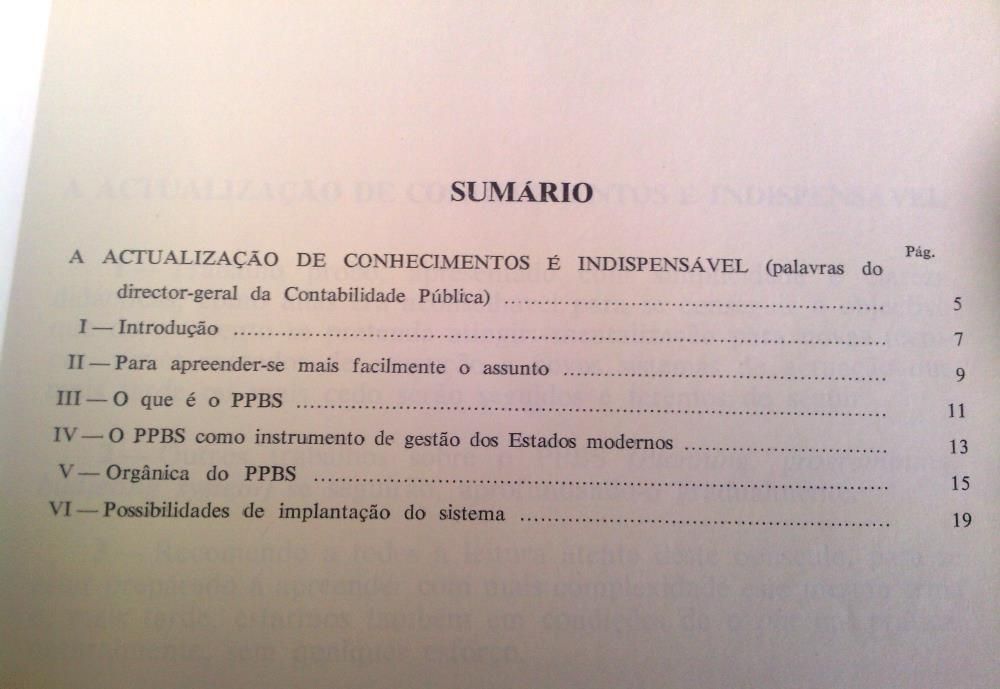 SUMÁRIO
Pág.
A ACTUALIZAÇÃO DE CONHECIMENTOS É INDISPENSÁVEL (palavras do
director-geral da Contabilidade Pública) ........ 5
I — Introdução ........ 7
II — Para apreender-se mais facilmente o assunto ........ 9
III — O que é o PPBS ........ 11
IV — O PPBS como instrumento de gestão dos Estados modernos ........ 13
V — Orgânica do PPBS ........ 15
VI — Possibilidades de implantação do sistema ........ 19